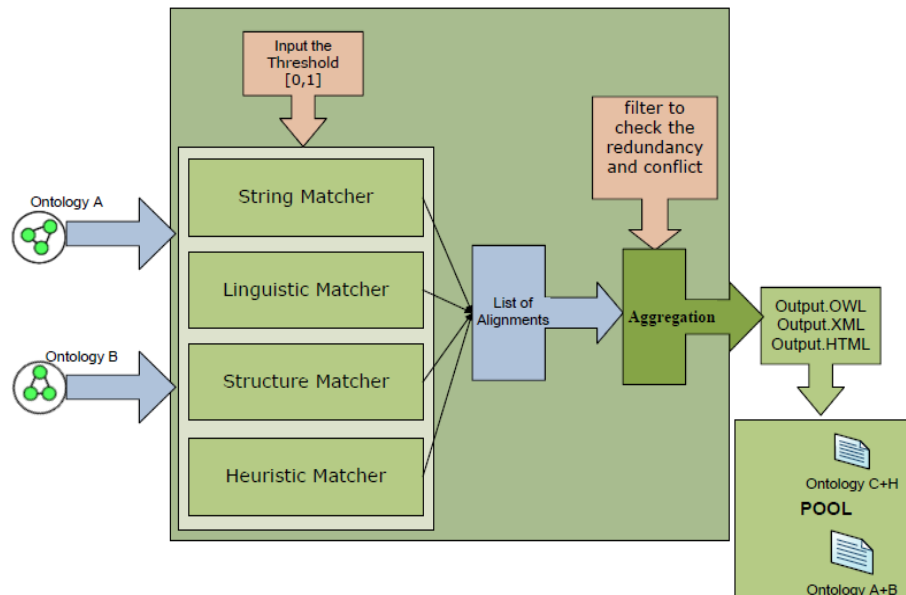 Input the
Threshold
[0,1]
filter to
check the
redundancy
and conflict
Ontology A
String Matcher
Linguistic Matcher
List of
Alignments
Aggregation
Output.OWL
Output.XML
Output.HTML
Ontology B
Structure Matcher
Heuristic Matcher
Ontology C+H
POOL
Ontology A+B